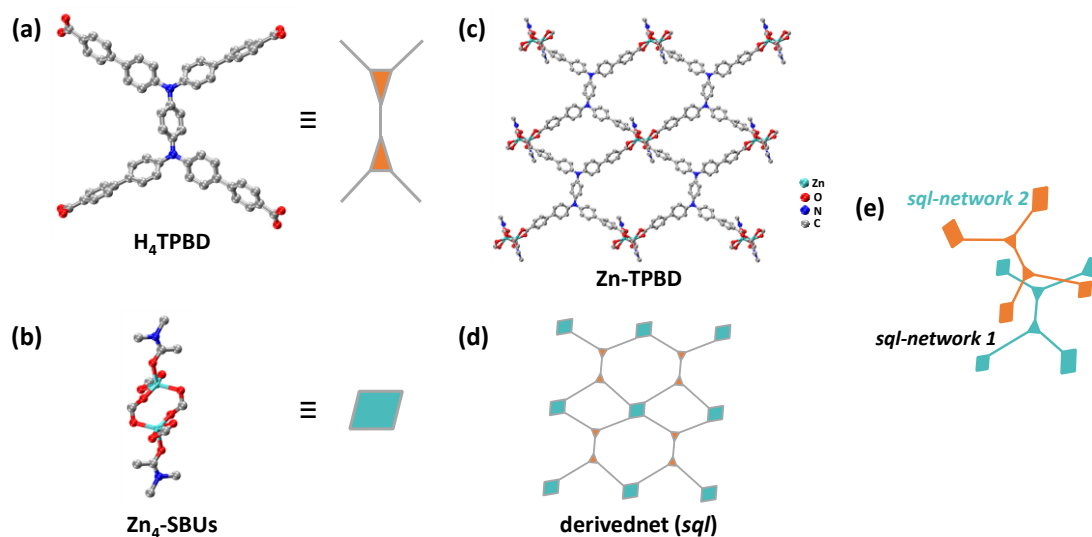 (a)
≡
H₄TPBD
(b)
≡
Zn₄-SBUs
(c)
Zn
O
N
C
Zn-TPBD
(d)
derivednet (sql)
(e)
sql-network 2
sql-network 1